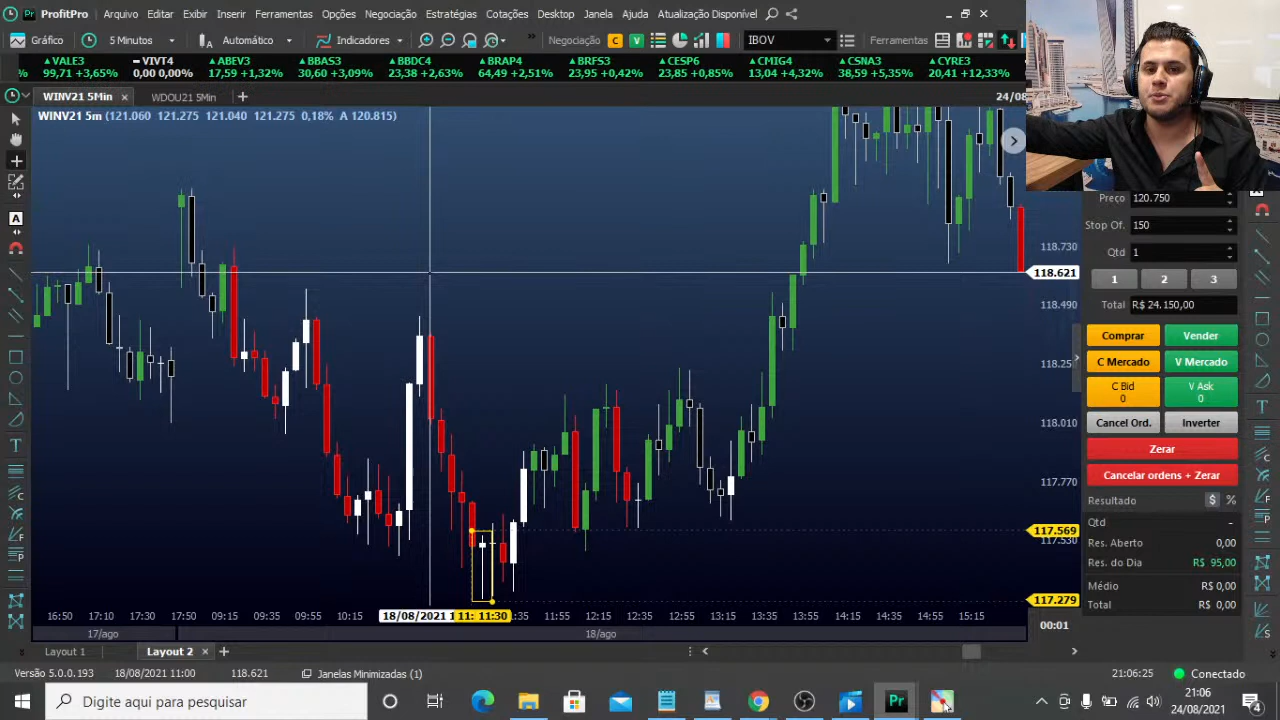 ProfitPro Arquivo Editar Exibir Inserir Ferramentas Opções Negociação Estratégias Cotações Desktop Janela Ajuda Atualização Disponível
Gráfico 5 Minutos Automático Indicadores Negociação C V IBOV Ferramentas
VALE3 VIVT4 ABEV3 BBAS3 BBDC4 BRAP4 BRFS3 CESP6 CMIG4 CSNA3 CYRE3
99,71 +3,65% 0,00 0,00% 17,59 +1,32% 30,60 +3,09% 23,38 +2,63% 64,49 +2,51% 23,95 +0,42% 23,85 +0,85% 13,04 +4,32% 38,59 +5,35% 20,41 +12,33%
WINV21 5Min WDOU21 5Min 24/08
WINV21 5m (121.060 121.275 121.040 121.275 0,18% A 120.815)
Preço 120.750
Stop Of. 150
Qtd 1
1 2 3
Total R$ 24.150,00
Comprar Vender
C Mercado V Mercado
C Bid V Ask
0 0
Cancel Ord. Inverter
Zerar
Cancelar ordens + Zerar
Resultado $ %
Qtd -
Res. Aberto 0,00
Res. do Dia R$ 95,00
Médio R$ 0,00
Total R$ 0,00
118.730
118.621
118.490
118.25
118.010
117.770
117.569
117.530
117.279
16:50 17:10 17:30 17:50 09:15 09:35 09:55 10:15 18/08/2021 1 11: 11:30 :35 11:55 12:15 12:35 12:55 13:15 13:35 13:55 14:15 14:35 14:55 15:15 00:01
17/ago 18/ago
Layout 1 Layout 2
Versão 5.0.0.193 18/08/2021 11:00 118.621 Janelas Minimizadas (1) 21:06:25 Conectado
Digite aqui para pesquisar Pr 21:06
24/08/2021 4